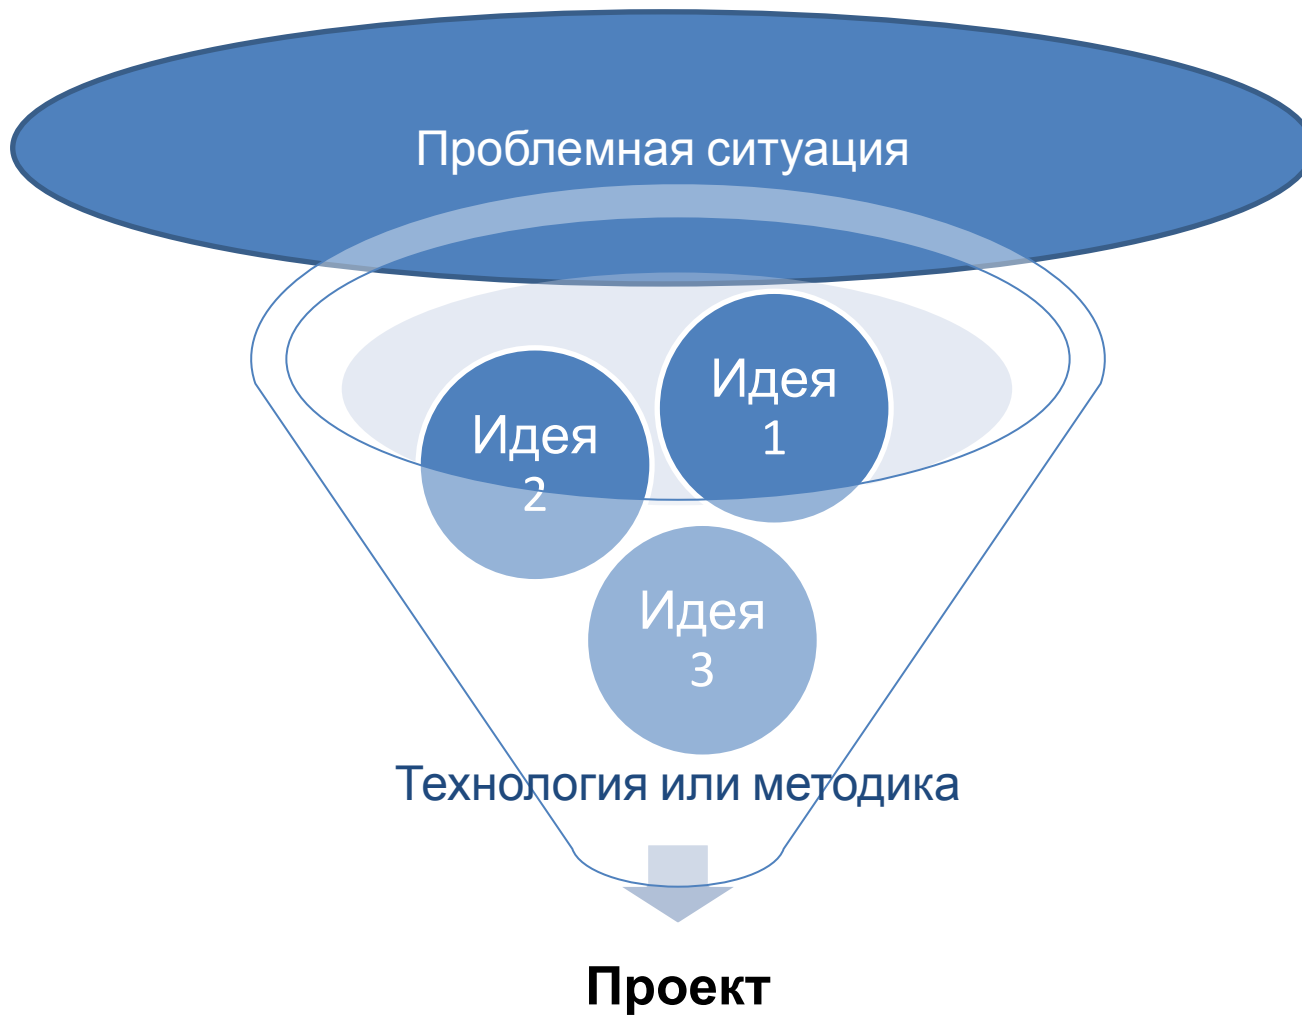 Проблемная ситуация
Идея
1
Идея
2
Идея
3
Технология или методика
Проект